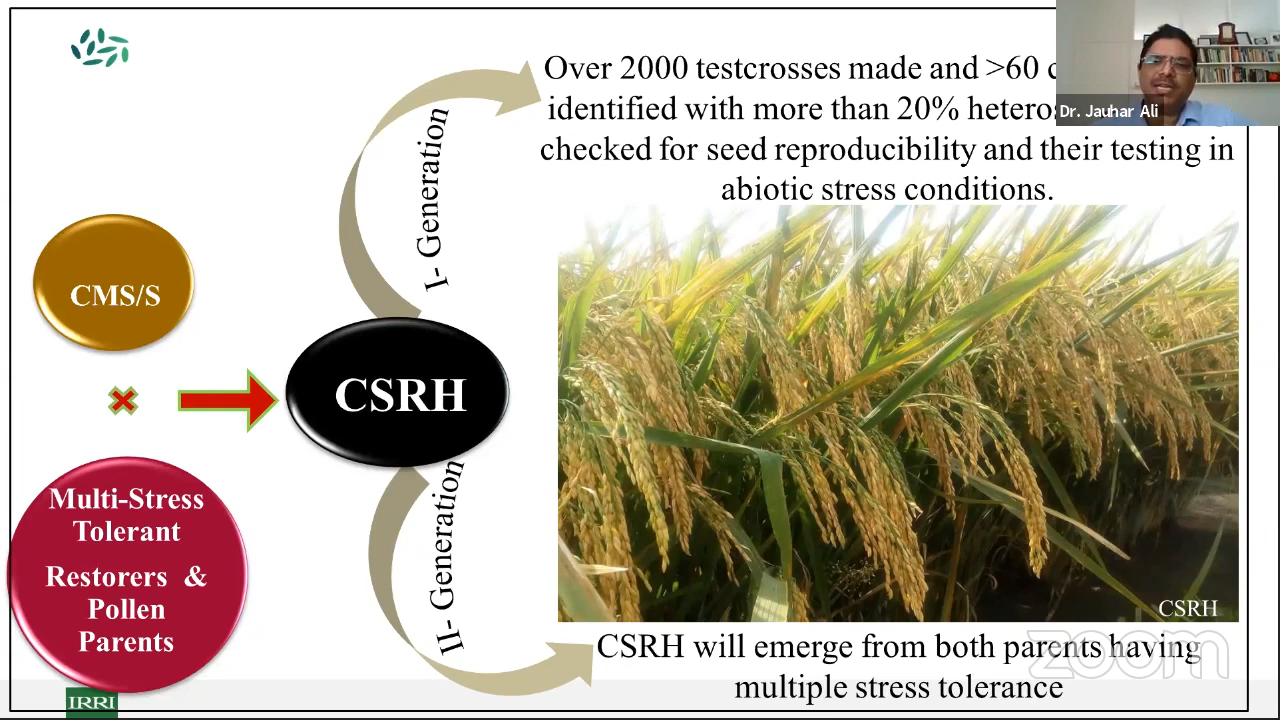 Over 2000 testcrosses made and >60
identified with more than 20%
checked for seed reproducibility and their testing in
abiotic stress conditions.
Dr. Jauhar Ali
I- Generation
CMS/S
CSRH
Multi-Stress
Tolerant
Restorers &
Pollen
Parents
II- Generation
CSRH
CSRH will emerge from both parents having
multiple stress tolerance
zoom
IRRI